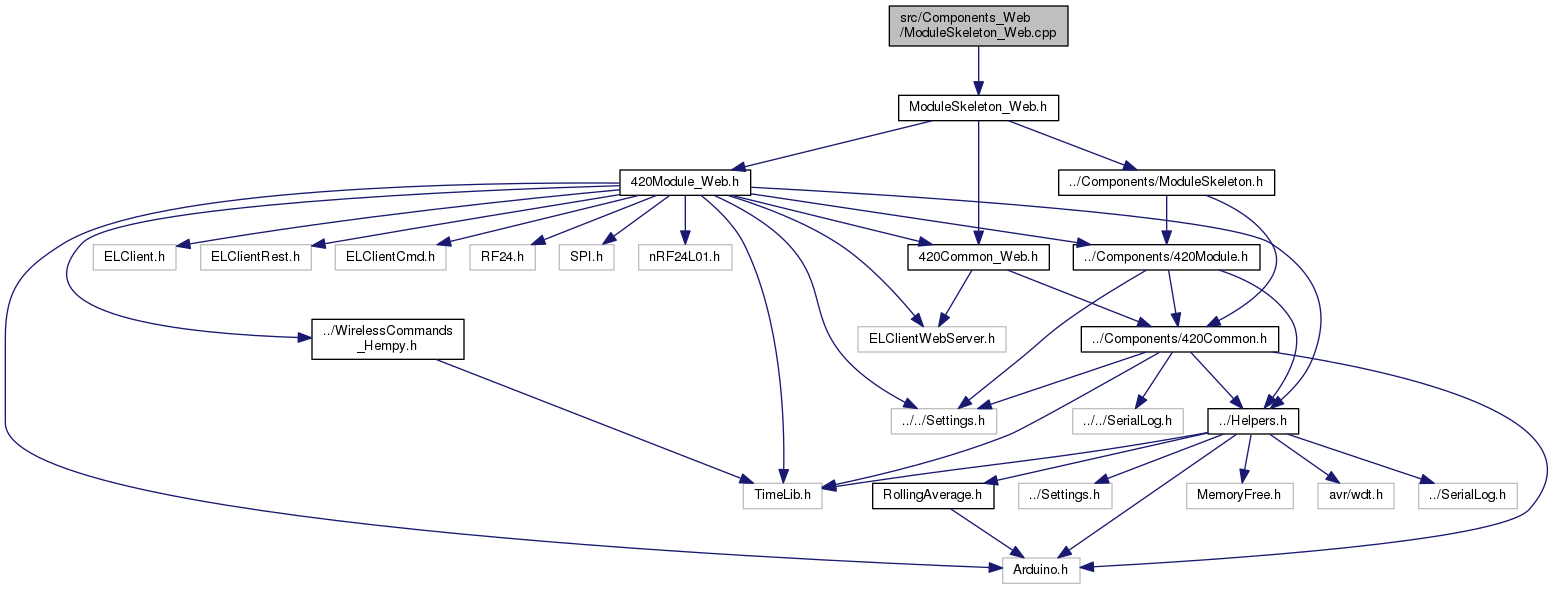 src/Components_Web
/ModuleSkeleton_Web.cpp
ModuleSkeleton_Web.h
420Module_Web.h
../Components/ModuleSkeleton.h
ELClient.h
ELClientRest.h
ELClientCmd.h
RF24.h
SPI.h
nRF24L01.h
420Common_Web.h
../Components/420Module.h
../WirelessCommands
_Hempy.h
ELClientWebServer.h
../Components/420Common.h
../../Settings.h
../../SerialLog.h
../Helpers.h
TimeLib.h
RollingAverage.h
../Settings.h
MemoryFree.h
avr/wdt.h
../SerialLog.h
Arduino.h